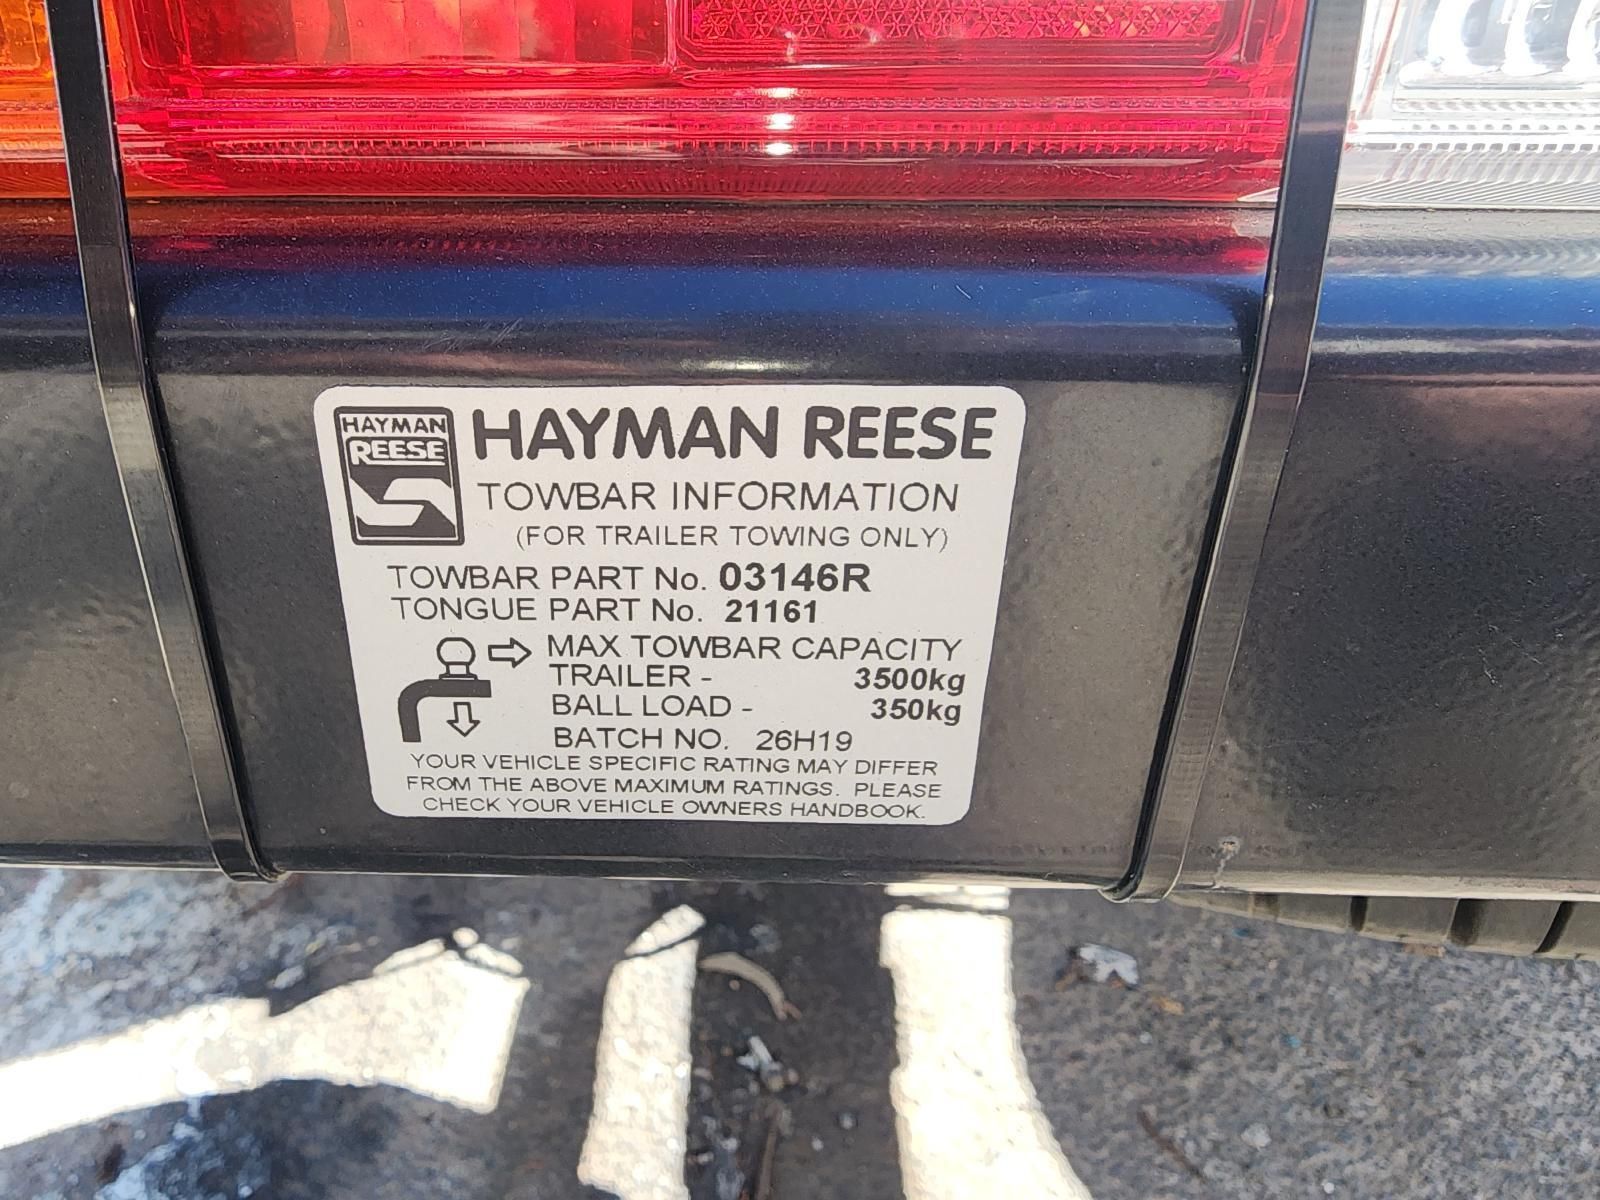 HAYMAN
REESE
HAYMAN REESE
TOWBAR INFORMATION
(FOR TRAILER TOWING ONLY)
TOWBAR PART No. 03146R
TONGUE PART No. 21161
MAX TOWBAR CAPACITY
TRAILER - 3500kg
BALL LOAD - 350kg
BATCH NO. 26H19
YOUR VEHICLE SPECIFIC RATING MAY DIFFER
FROM THE ABOVE MAXIMUM RATINGS. PLEASE
CHECK YOUR VEHICLE OWNERS HANDBOOK.